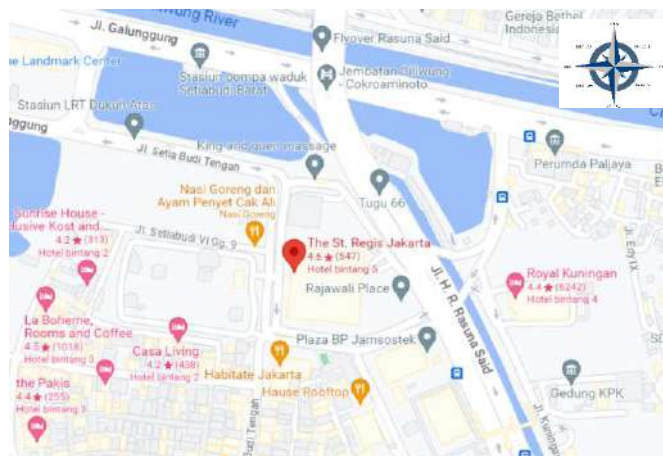 Jl. Galunggung
Flyover Rasuna Said
Gereja Bethel
Indonesia
Landmark Center
Stasiun pompa waduk
Setiabudi Barat
Jembatan Ciliwung
- Cokroaminoto
Stasiun LRT Dukuh Atas
Jl. Setia Budi Tengah
King and queen massage
Perumda Paljaya
Nasi Goreng dan
Ayam Penyet Cak Ali
Nasi Goreng
Tugu 66
Sunrise House -
lusive Kost and...
4.2 ★ (313)
Hotel bintang 2
Jl. Setiabudi VI Gg. 9
The St. Regis Jakarta
4.6 ★ (547)
Hotel bintang 5
Jl. Edy IX
Rajawali Place
Jl. H. R. Rasuna Said
Royal Kuningan
4.4 ★ (6242)
Hotel bintang 4
La Boheme,
Rooms and Coffee
4.5 ★ (1018)
Hotel bintang 3
Casa Living
4.2 ★ (438)
Hotel bintang 2
Plaza BP Jamsostek
the Pakis
4.4 ★ (255)
Hotel bintang 3
Habitate Jakarta
Hause Rooftop
Gedung KPK
Budi Tengah
Jl. Kuningan